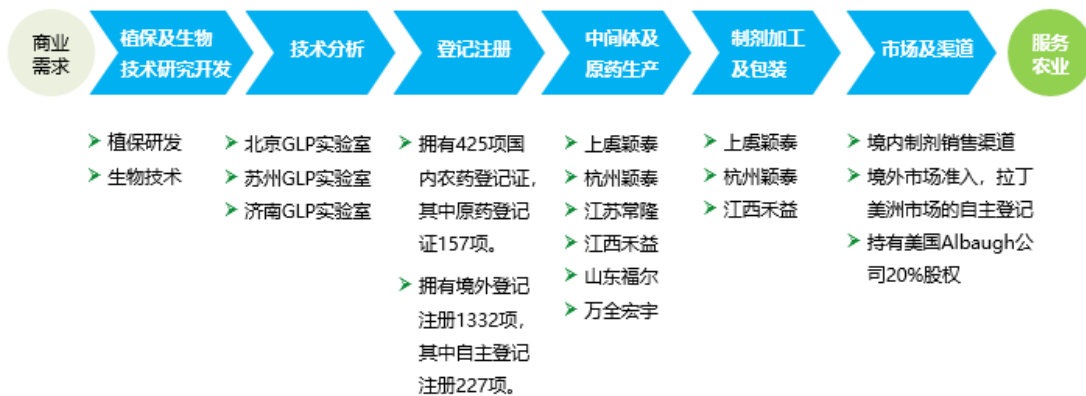 商业
需求
植保及生物
技术研究开发
技术分析
登记注册
中间体及
原药生产
制剂加工
及包装
市场及渠道
服务
农业
植保研发
生物技术
北京GLP实验室
苏州GLP实验室
济南GLP实验室
拥有425项国
内农药登记证，
其中原药登记
证157项。
拥有境外登记
注册1332项，
其中自主登记
注册227项。
上虞颖泰
杭州颖泰
江苏常隆
江西禾益
山东福尔
万全宏宇
上虞颖泰
杭州颖泰
江西禾益
境内制剂销售渠道
境外市场准入，拉丁
美洲市场的自主登记
持有美国Albaugh公
司20%股权